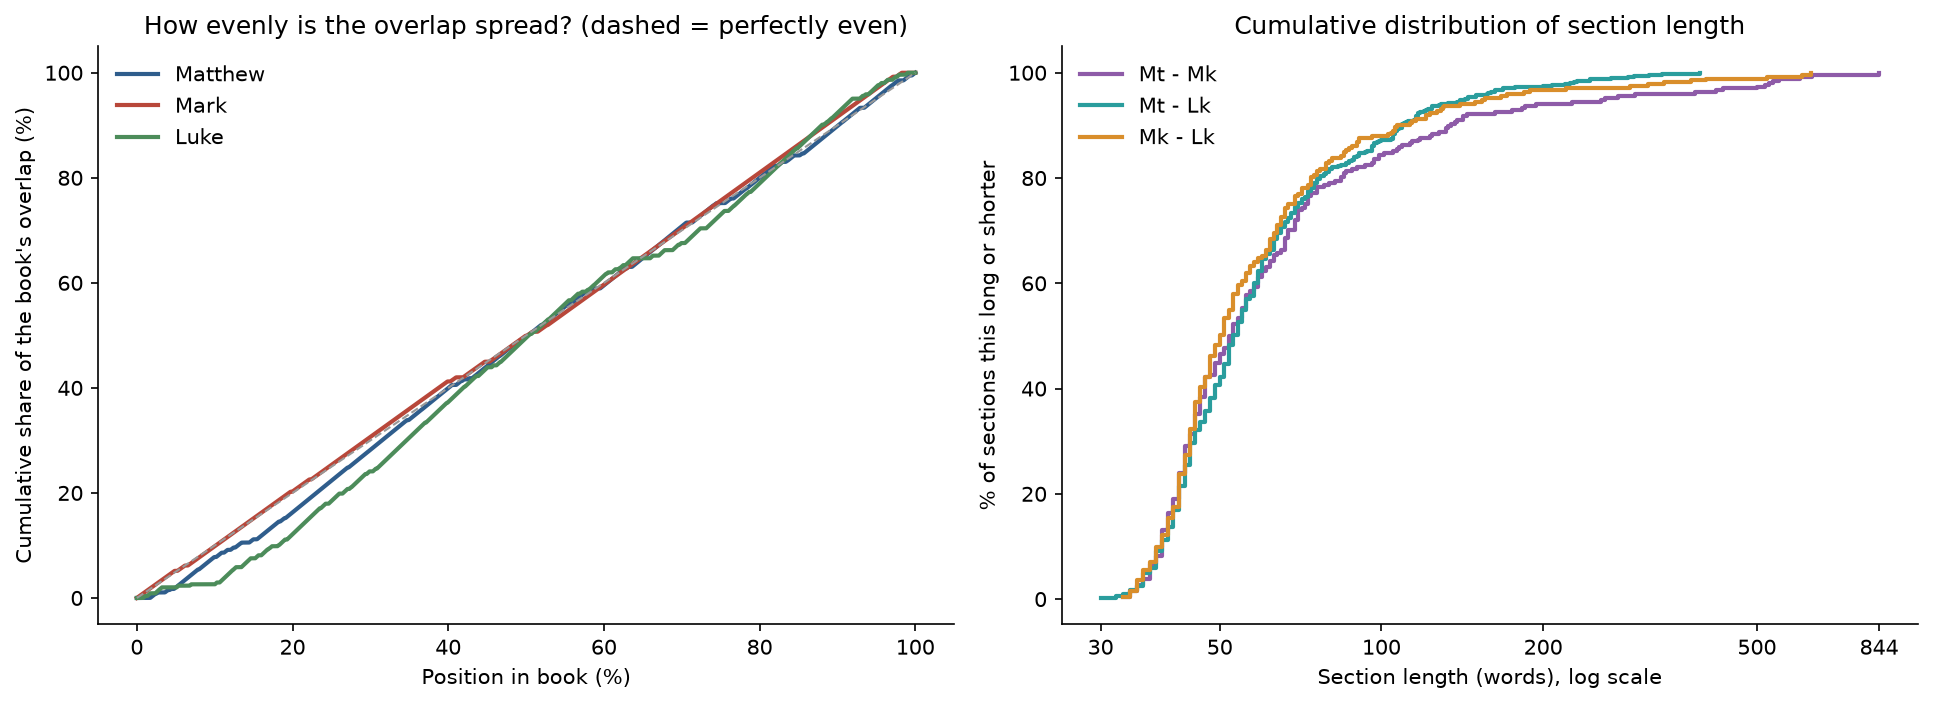 How evenly is the overlap spread? (dashed = perfectly even)
Cumulative share of the book's overlap (%)
100
80
60
40
20
0
Matthew
Mark
Luke
0 20 40 60 80 100
Position in book (%)
Cumulative distribution of section length
% of sections this long or shorter
100
80
60
40
20
0
Mt - Mk
Mt - Lk
Mk - Lk
30 50 100 200 500 844
Section length (words), log scale